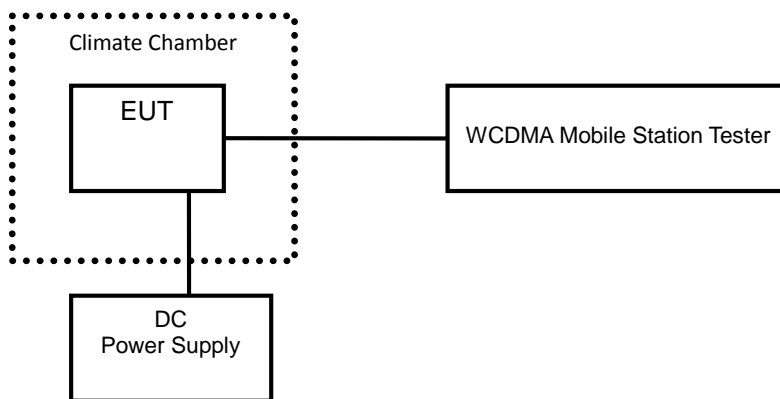 Climate Chamber
EUT
WCDMA Mobile Station Tester
DC
Power Supply